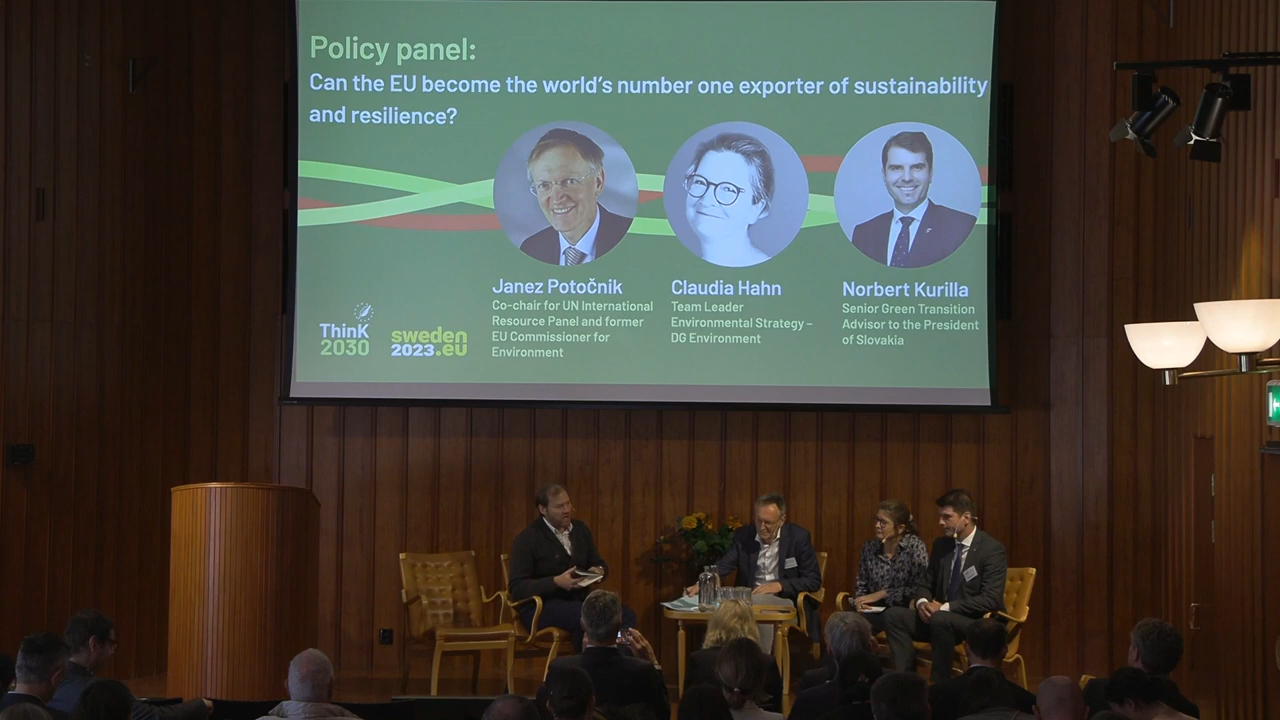 Policy panel:
Can the EU become the world's number one exporter of sustainability
and resilience?
Janez Potočnik
Co-chair for UN International
Resource Panel and former
EU Commissioner for
Environment
Claudia Hahn
Team Leader
Environmental Strategy –
DG Environment
Norbert Kurilla
Senior Green Transition
Advisor to the President
of Slovakia
ThinK
2030
sweden
2023.eu